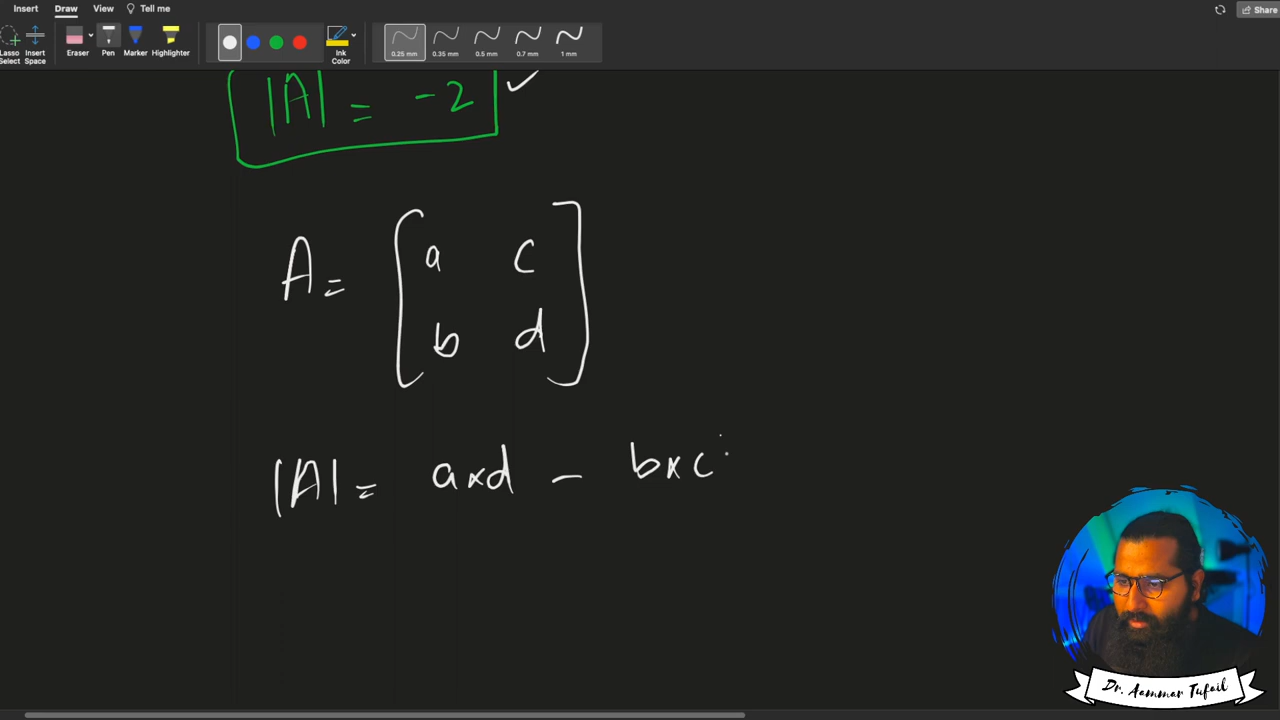 Insert Draw View Tell me
Share
Lasso Select
Insert Space
Eraser
Pen
Marker
Highlighter
Ink Color
0.25 mm
0.35 mm
0.5 mm
0.7 mm
1 mm
|A| = -2
A = [ a c
b d ]
|A| = a×d - b×c
Dr. Aammar Tufail